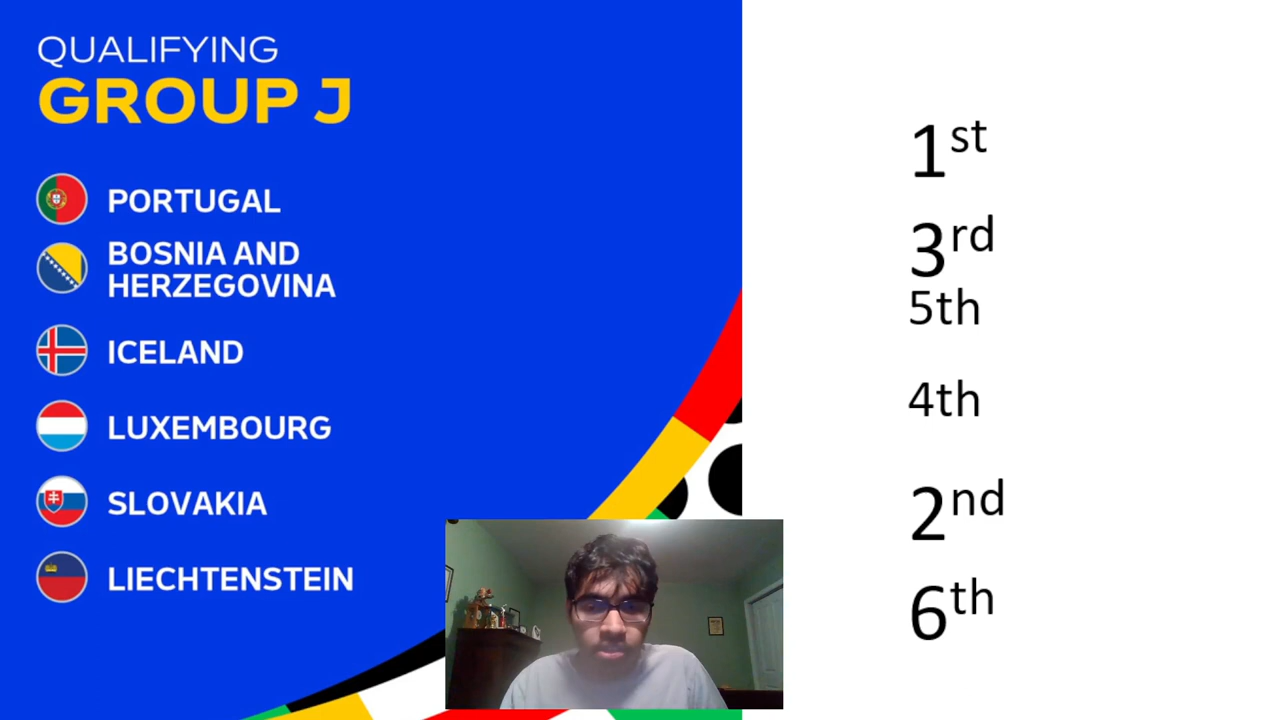 QUALIFYING
GROUP J
PORTUGAL
BOSNIA AND
HERZEGOVINA
ICELAND
LUXEMBOURG
SLOVAKIA
LIECHTENSTEIN
1st
3rd
5th
4th
2nd
6th